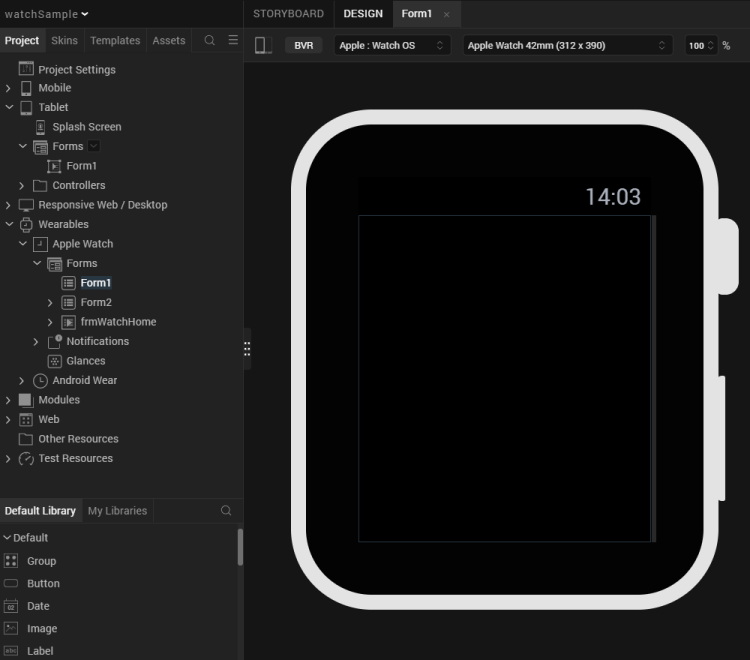 watchSample
Project Skins Templates Assets
Project Settings
Mobile
Tablet
Splash Screen
Forms
Form1
Controllers
Responsive Web / Desktop
Wearables
Apple Watch
Forms
Form1
Form2
frmWatchHome
Notifications
Glances
Android Wear
Modules
Web
Other Resources
Test Resources
Default Library My Libraries
Default
Group
Button
02 Date
Image
abc Label
STORYBOARD DESIGN Form1 ×
BVR Apple : Watch OS Apple Watch 42mm (312 x 390) 100 %
14:03